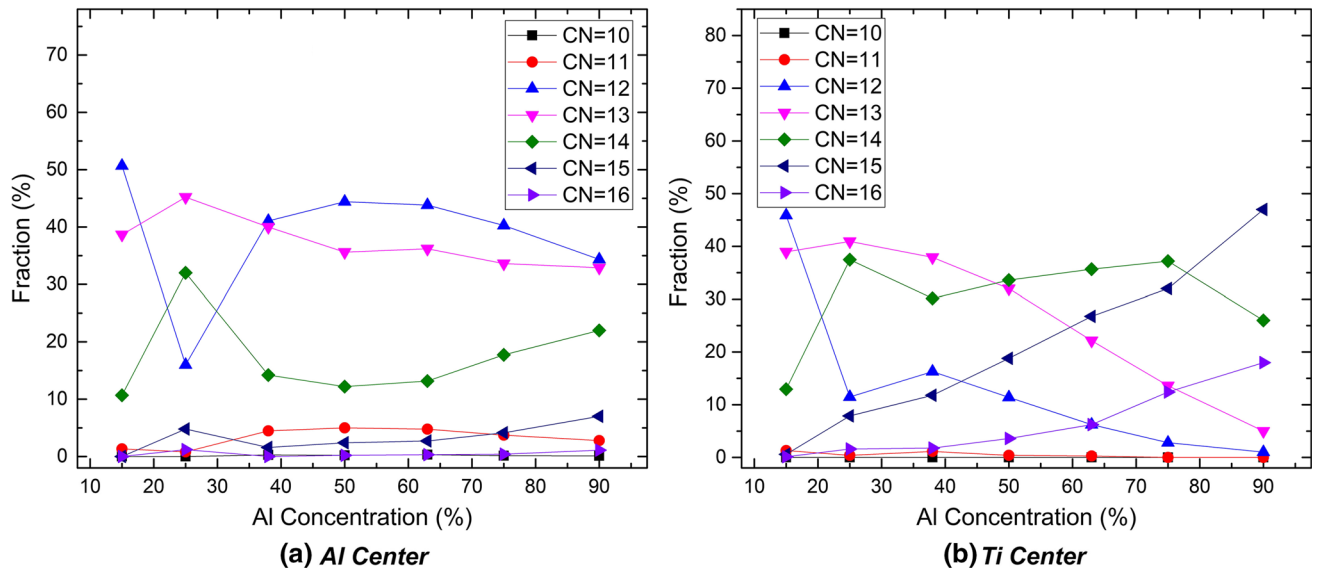 CN=10
CN=11
CN=12
CN=13
CN=14
CN=15
CN=16
70
60
50
40
30
20
10
0
Fraction (%)
10 20 30 40 50 60 70 80 90
Al Concentration (%)
(a) Al Center
CN=10
CN=11
CN=12
CN=13
CN=14
CN=15
CN=16
80
70
60
50
40
30
20
10
0
Fraction (%)
10 20 30 40 50 60 70 80 90
Al Concentration (%)
(b) Ti Center